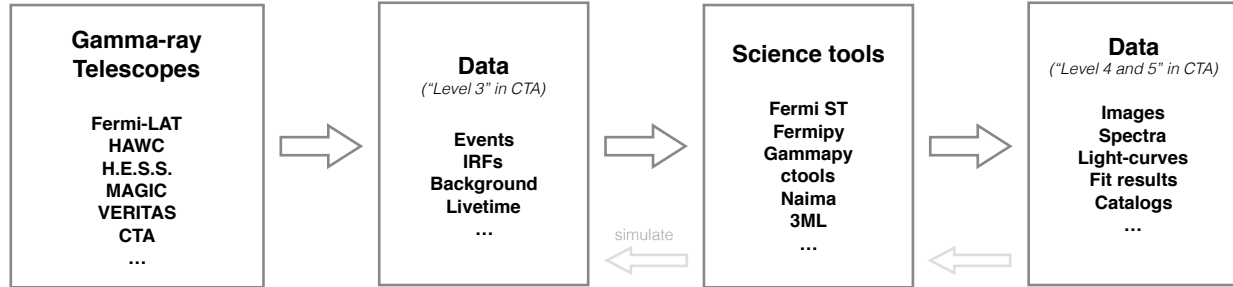 Gamma-ray
Telescopes
Fermi-LAT
HAWC
H.E.S.S.
MAGIC
VERITAS
CTA
…
Data
("Level 3" in CTA)
Events
IRFs
Background
Livetime
…
simulate
Science tools
Fermi ST
Fermipy
Gammapy
ctools
Naima
3ML
…
Data
("Level 4 and 5" in CTA)
Images
Spectra
Light-curves
Fit results
Catalogs
…